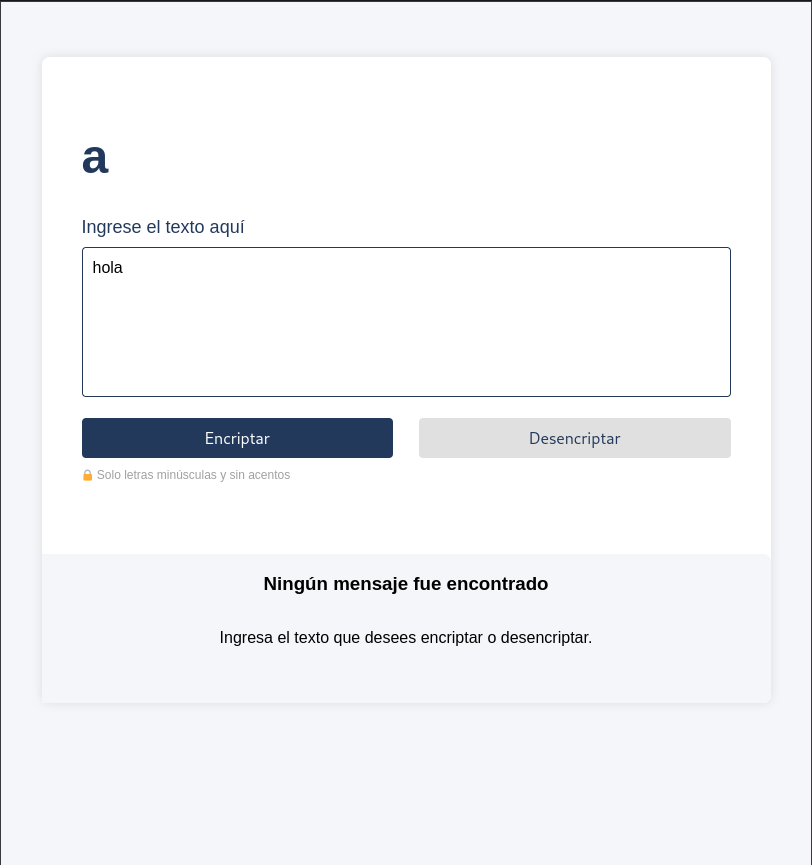 a
Ingrese el texto aquí
hola
Encriptar
Desencriptar
🔒 Solo letras minúsculas y sin acentos
Ningún mensaje fue encontrado
Ingresa el texto que desees encriptar o desencriptar.